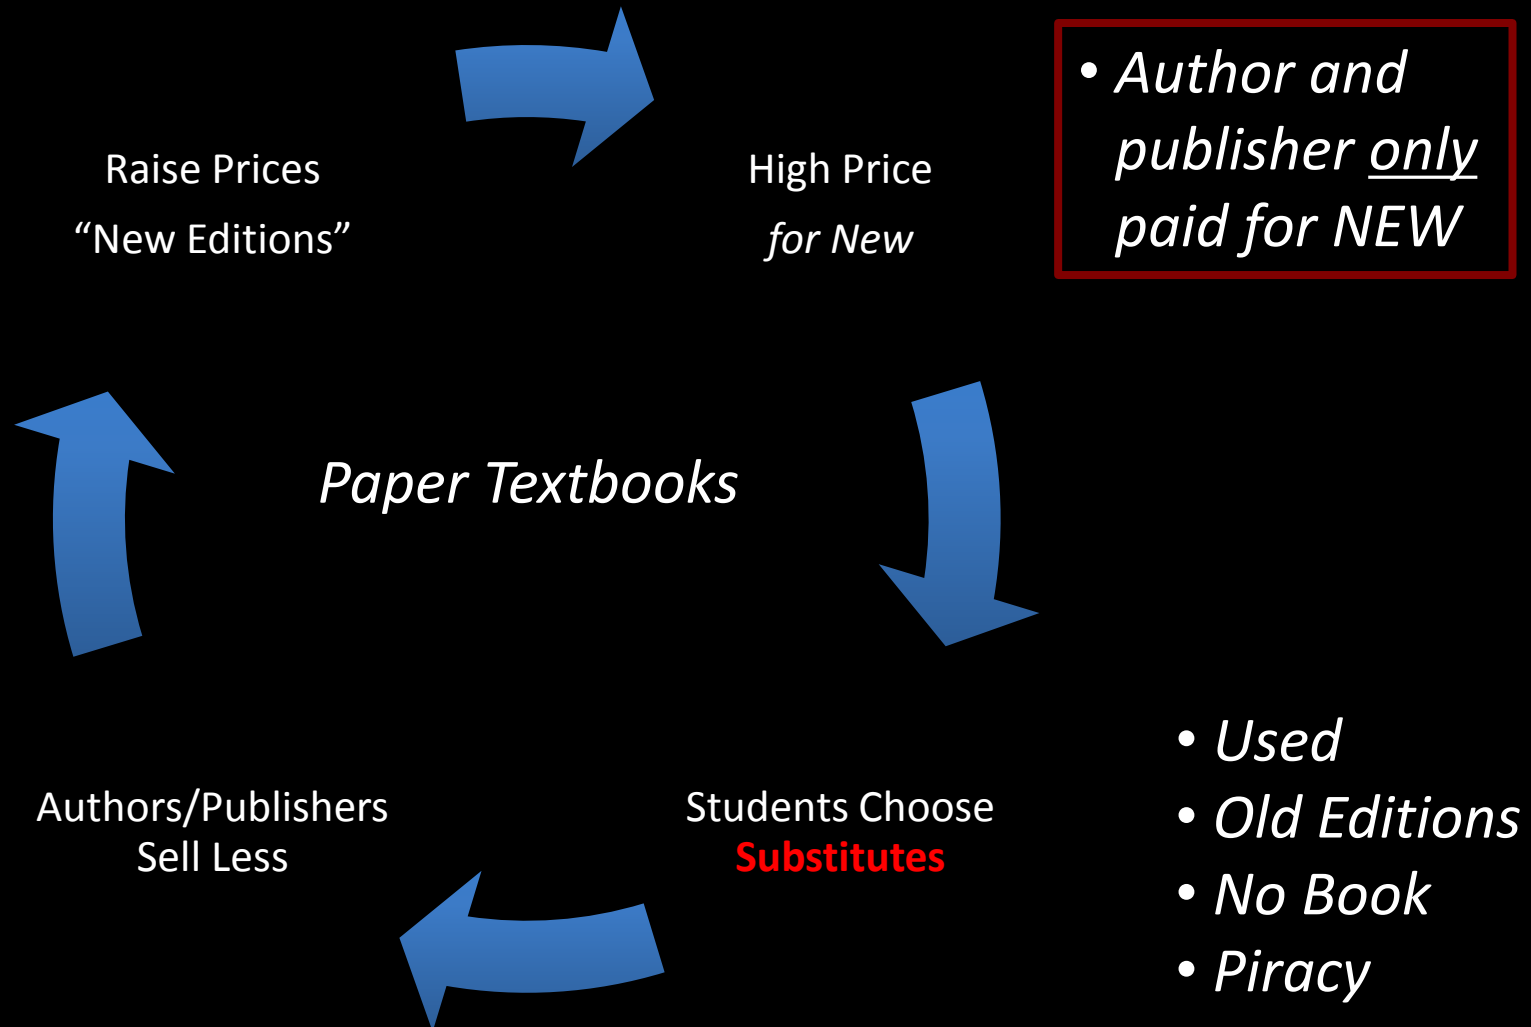 Raise Prices
“New Editions”
High Price
for New
• Author and
publisher only
paid for NEW
Paper Textbooks
Authors/Publishers
Sell Less
Students Choose
Substitutes
• Used
• Old Editions
• No Book
• Piracy